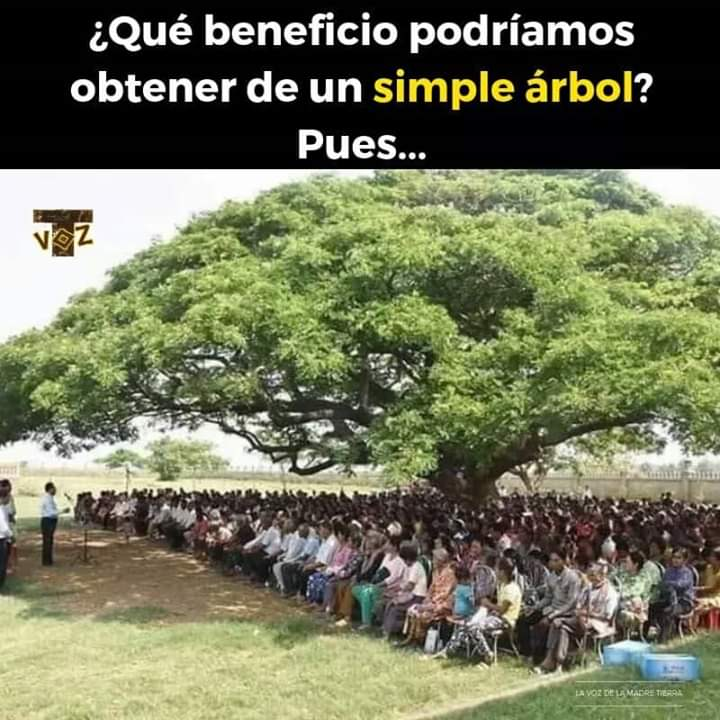 ¿Qué beneficio podríamos
obtener de un simple árbol?
Pues...
VOZ
LA VOZ DE LA MADRE TIERRA